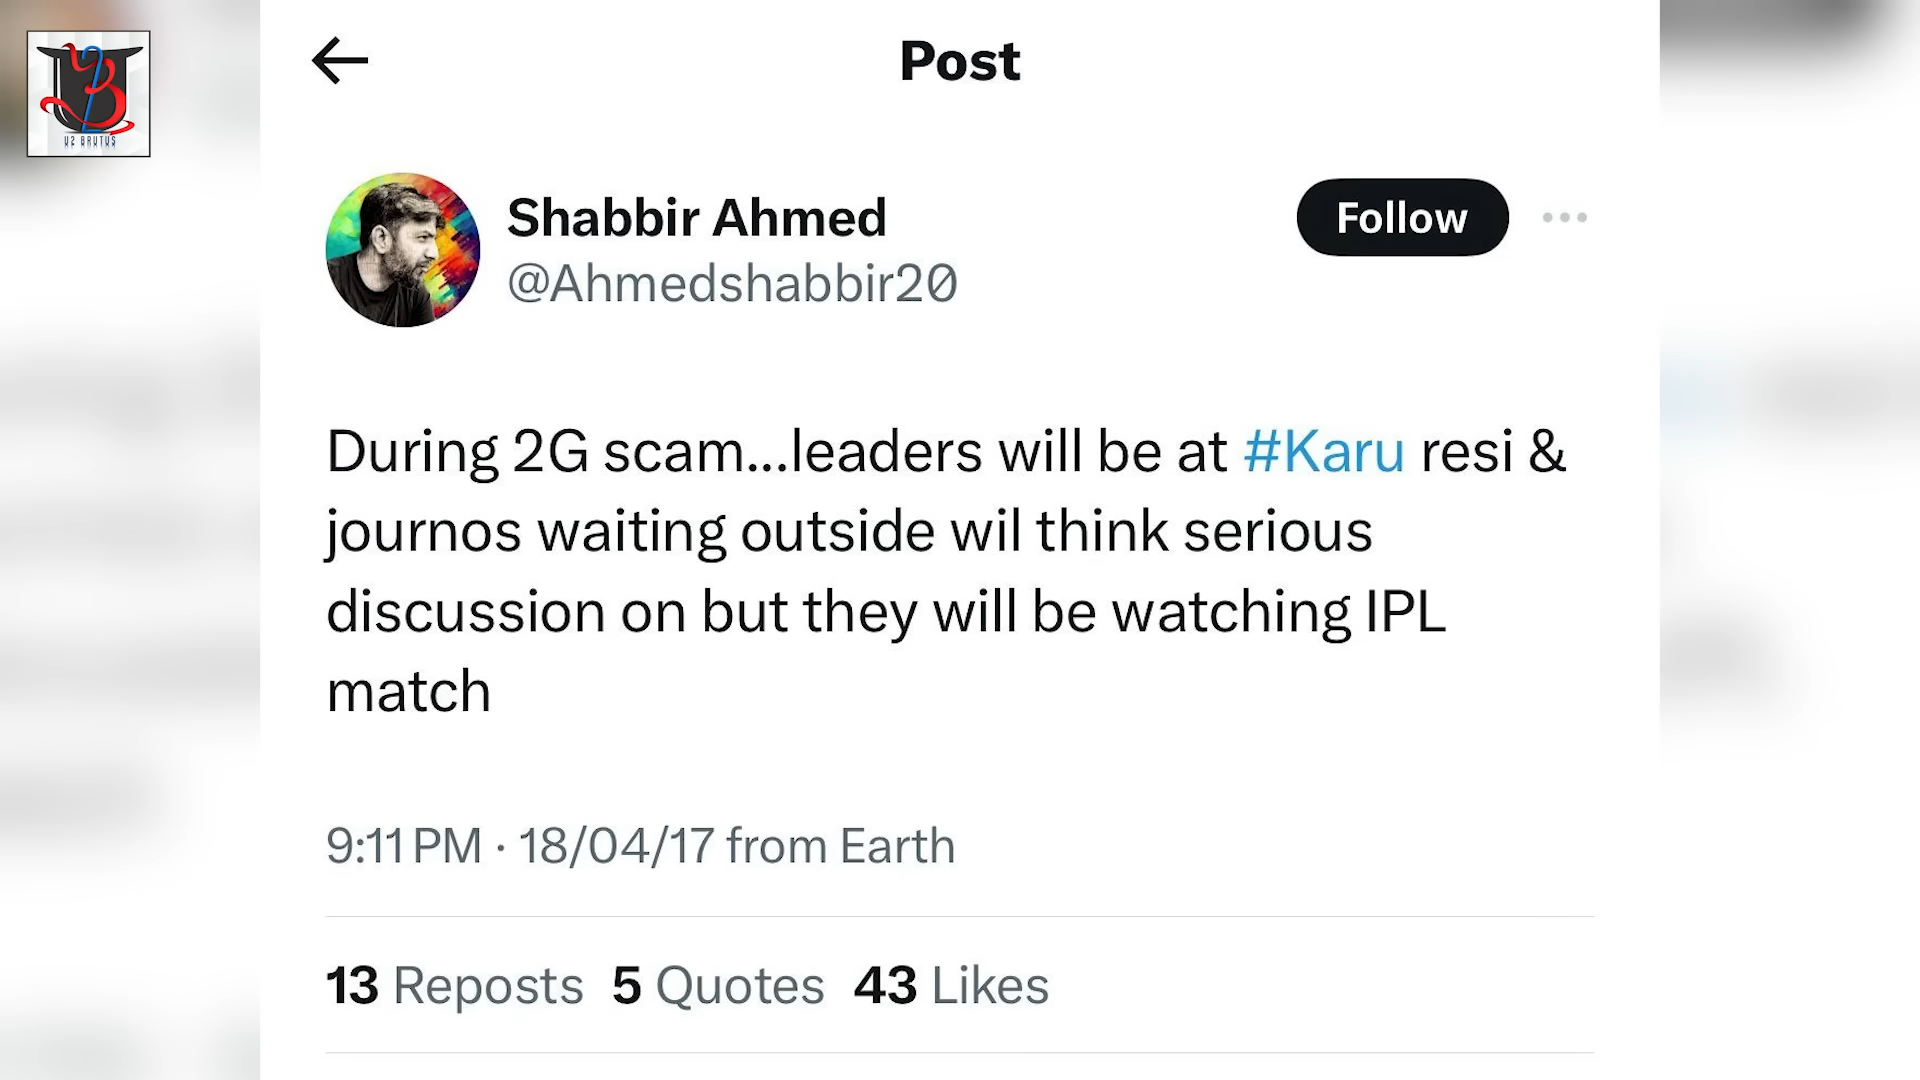 U2 BRUTUS
Post
Shabbir Ahmed
Follow
@Ahmedshabbir20
During 2G scam...leaders will be at #Karu resi &
journos waiting outside wil think serious
discussion on but they will be watching IPL
match
9:11 PM · 18/04/17 from Earth
13 Reposts 5 Quotes 43 Likes